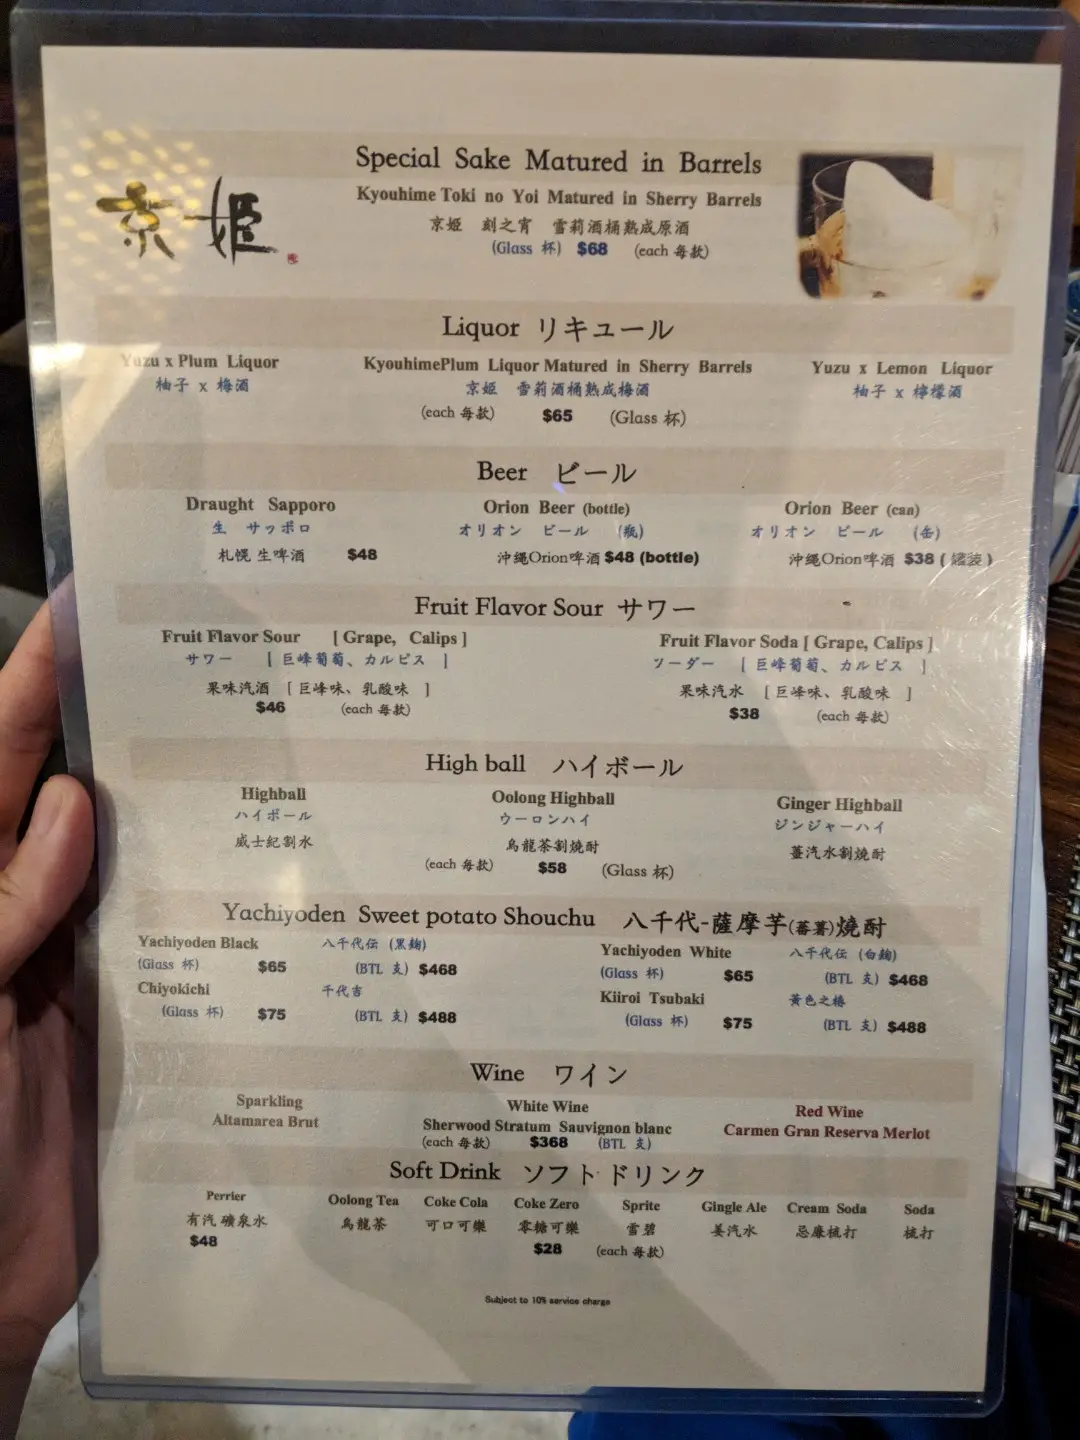 Special Sake Matured in Barrels
京姫
Kyouhime Toki no Yoi Matured in Sherry Barrels
京姫 刻之宵 雪莉酒桶熟成原酒
(Glass 杯) $68 (each 每款)
Liquor リキュール
Yuzu x Plum Liquor KyouhimePlum Liquor Matured in Sherry Barrels Yuzu x Lemon Liquor
柚子 x 梅酒 京姫 雪莉酒桶熟成梅酒 柚子 x 檸檬酒
(each 每款) $65 (Glass 杯)
Beer ビール
Draught Sapporo Orion Beer (bottle) Orion Beer (can)
生 サッポロ オリオン ビール (瓶) オリオン ビール (缶)
札幌生啤酒 $48 沖繩Orion啤酒 $48 (bottle) 沖繩Orion啤酒 $38 (罐裝)
Fruit Flavor Sour サワー
Fruit Flavor Sour [ Grape, Calips ] Fruit Flavor Soda [ Grape, Calips ]
サワー [ 巨峰葡萄、カルピス ] ソーダー [ 巨峰葡萄、カルピス ]
果味汽酒 [ 巨峰味、乳酸味 ] 果味汽水 [ 巨峰味、乳酸味 ]
$46 (each 每款) $38 (each 每款)
High ball ハイボール
Highball Oolong Highball Ginger Highball
ハイボール ウーロンハイ ジンジャーハイ
威士紀割水 烏龍茶割燒酎 薑汽水割燒酎
(each 每款) $58 (Glass 杯)
Yachiyoden Sweet potato Shouchu 八千代-薩摩芋(蕃薯)燒酎
Yachiyoden Black 八千代伝 (黒麹) Yachiyoden White 八千代伝 (白麹)
(Glass 杯) $65 (BTL 支) $468 (Glass 杯) $65 (BTL 支) $468
Chiyokichi 千代吉 Kiiroi Tsubaki 黃色之椿
(Glass 杯) $75 (BTL 支) $488 (Glass 杯) $75 (BTL 支) $488
Wine ワイン
Sparkling White Wine Red Wine
Altamarea Brut Sherwood Stratum Sauvignon blanc Carmen Gran Reserva Merlot
(each 每款) $368 (BTL 支)
Soft Drink ソフトドリンク
Perrier Oolong Tea Coke Cola Coke Zero Sprite Gingle Ale Cream Soda Soda
有汽礦泉水 烏龍茶 可口可樂 零糖可樂 雪碧 姜汽水 忌廉梳打 梳打
$48 $28 (each 每款)
Subject to 10% service charge